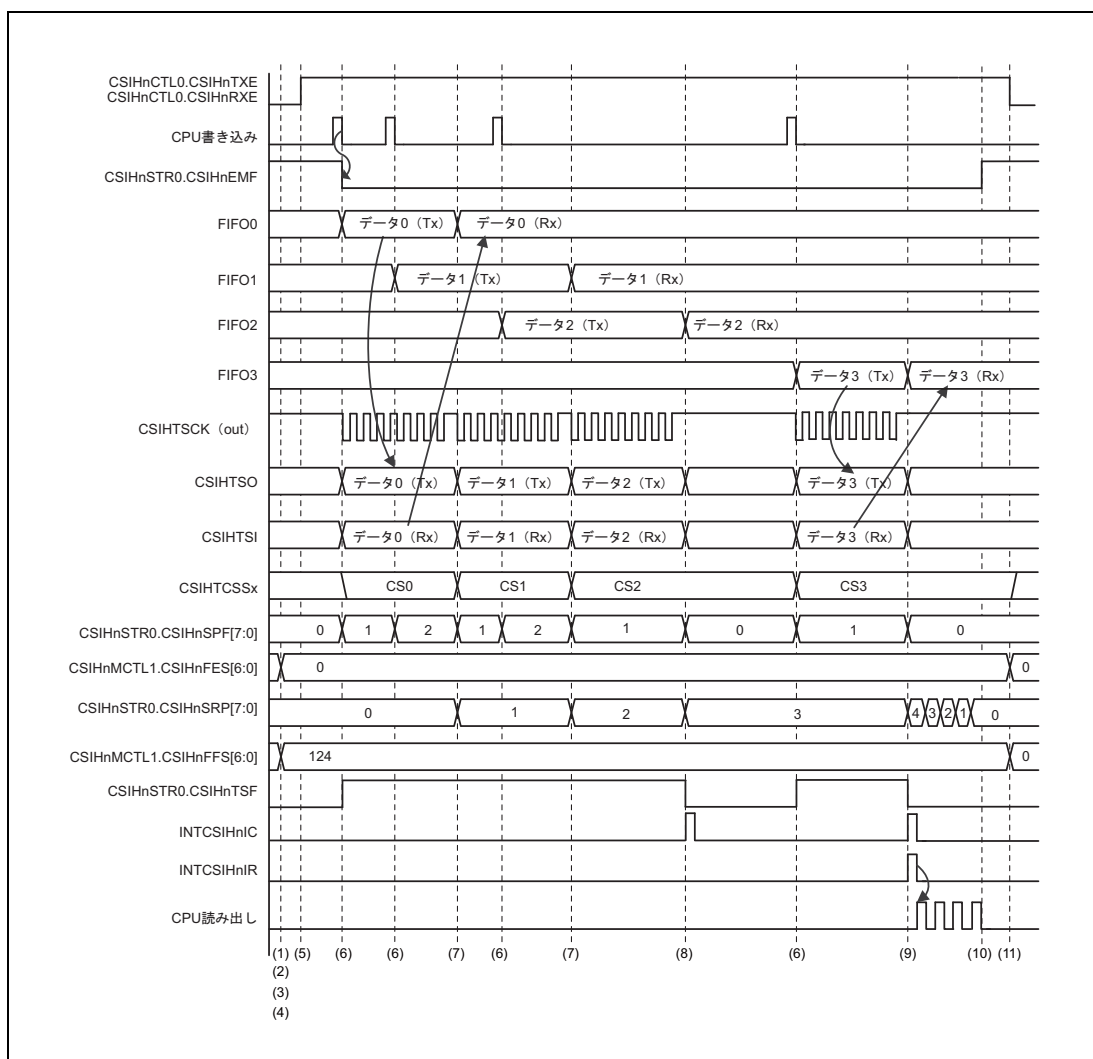 CSIHnCTL0.CSIHnTXE
CSIHnCTL0.CSIHnRXE
CPU書き込み
CSIHnSTR0.CSIHnEMF
FIFO0 データ0（Tx） データ0（Rx）
FIFO1 データ1（Tx） データ1（Rx）
FIFO2 データ2（Tx） データ2（Rx）
FIFO3 データ3（Tx） データ3（Rx）
CSIHTSCK（out）
CSIHTSO データ0（Tx） データ1（Tx） データ2（Tx） データ3（Tx）
CSIHTSI データ0（Rx） データ1（Rx） データ2（Rx） データ3（Rx）
CSIHTCSSx CS0 CS1 CS2 CS3
CSIHnSTR0.CSIHnSPF[7:0] 0 1 2 1 2 1 0 1 0
CSIHnMCTL1.CSIHnFES[6:0] 0 0
CSIHnSTR0.CSIHnSRP[7:0] 0 1 2 3 4 3 2 1 0
CSIHnMCTL1.CSIHnFFS[6:0] 124 0
CSIHnSTR0.CSIHnTSF
INTCSIHnIC
INTCSIHnIR
CPU読み出し
(1) (5) (6) (6) (7) (6) (7) (8) (6) (9) (10) (11)
(2)
(3)
(4)